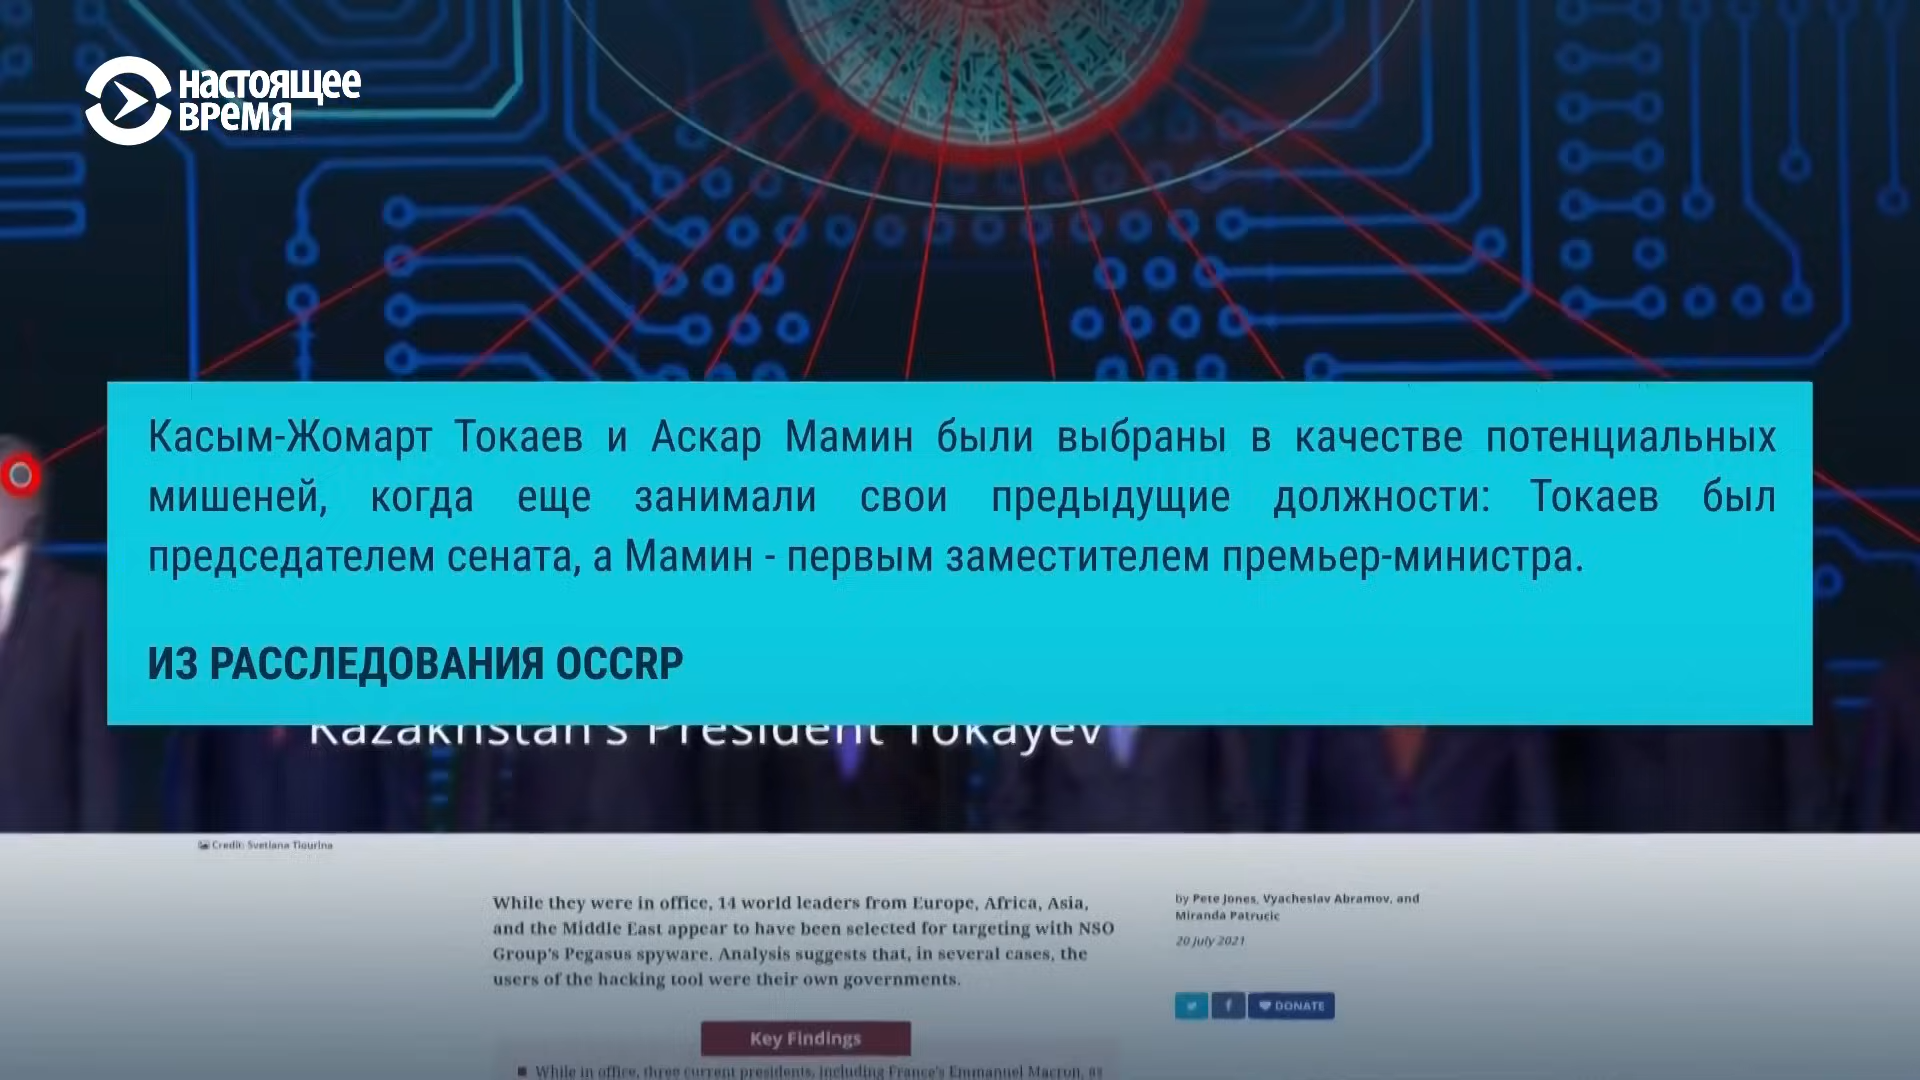 НАСТОЯЩЕЕ
ВРЕМЯ
Касым-Жомарт Токаев и Аскар Мамин были выбраны в качестве потенциальных
мишеней, когда еще занимали свои предыдущие должности: Токаев был
председателем сената, а Мамин - первым заместителем премьер-министра.
ИЗ РАССЛЕДОВАНИЯ OCCRP
Kazakhstan's President Tokayev
Credit: Svetlana Tiourina
While they were in office, 14 world leaders from Europe, Africa, Asia,
and the Middle East appear to have been selected for targeting with NSO
Group's Pegasus spyware. Analysis suggests that, in several cases, the
users of the hacking tool were their own governments.
by Pete Jones, Vyacheslav Abramov, and
Miranda Patrucic
20 July 2021
f
DONATE
Key Findings
While in office, three current presidents, including France's Emmanuel Macron, as